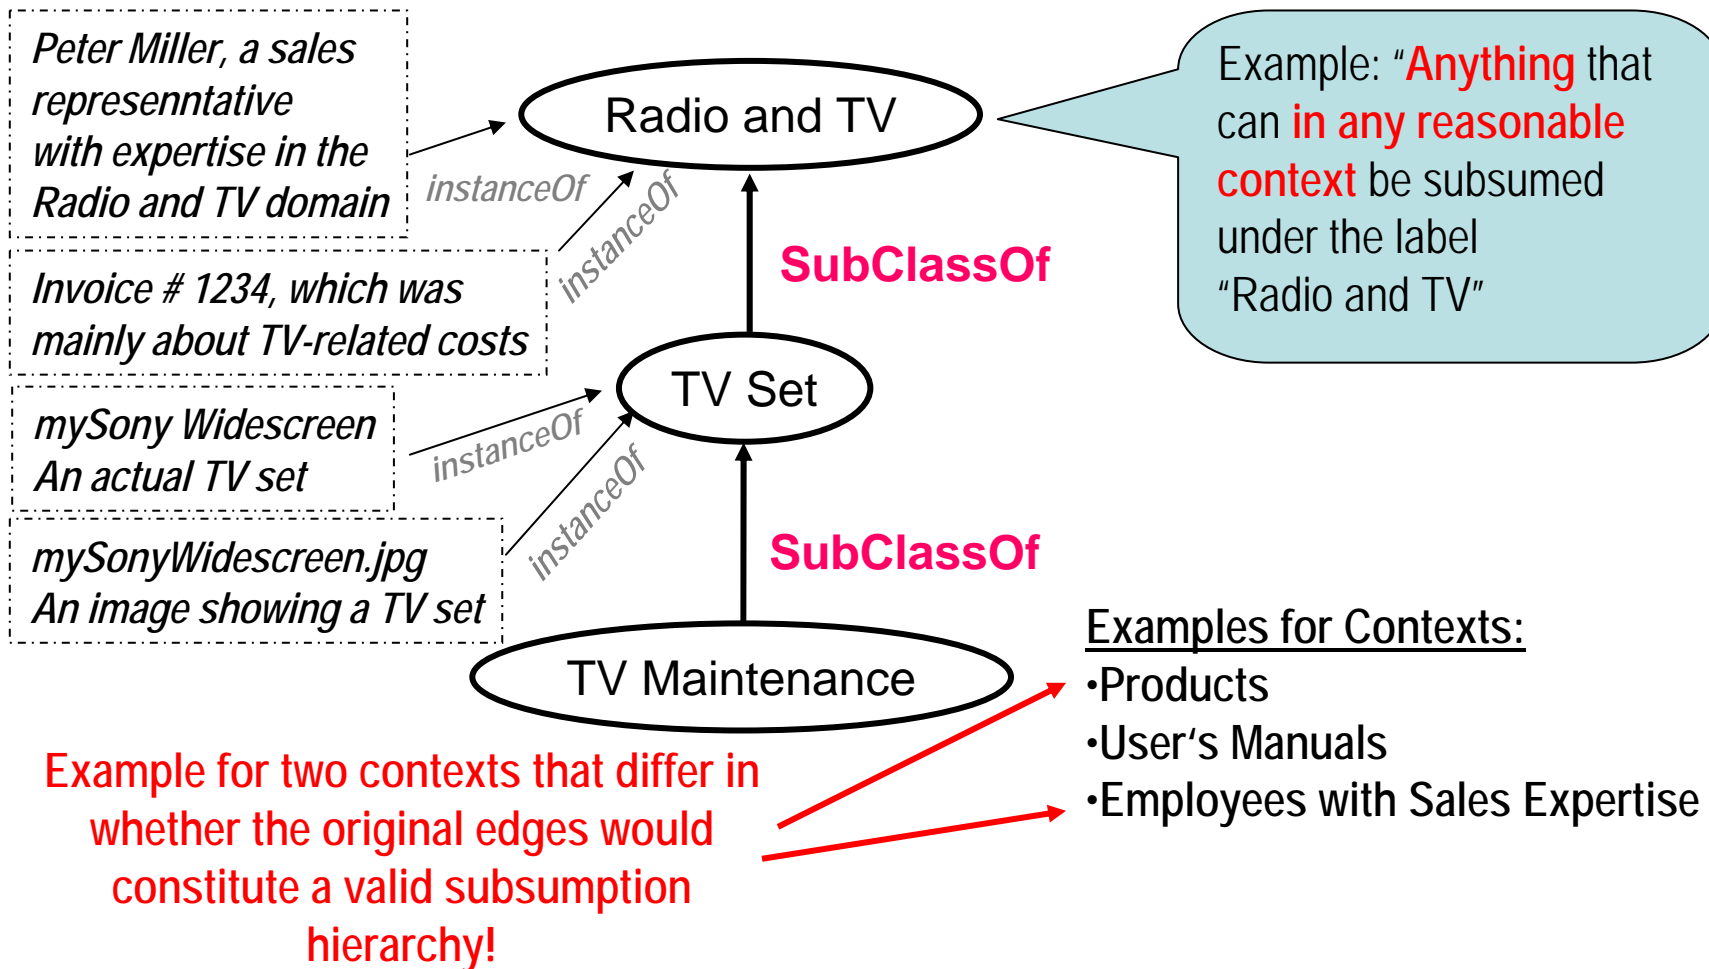 Peter Miller, a sales
represenntative
with expertise in the
Radio and TV domain
Invoice # 1234, which was
mainly about TV-related costs
mySony Widescreen
An actual TV set
mySonyWidescreen.jpg
An image showing a TV set
instanceOf
instanceOf
instanceOf
instanceOf
Radio and TV
SubClassOf
TV Set
SubClassOf
TV Maintenance
Example: “Anything that
can in any reasonable
context be subsumed
under the label
“Radio and TV”
Examples for Contexts:
•Products
•User‘s Manuals
•Employees with Sales Expertise
Example for two contexts that differ in
whether the original edges would
constitute a valid subsumption
hierarchy!